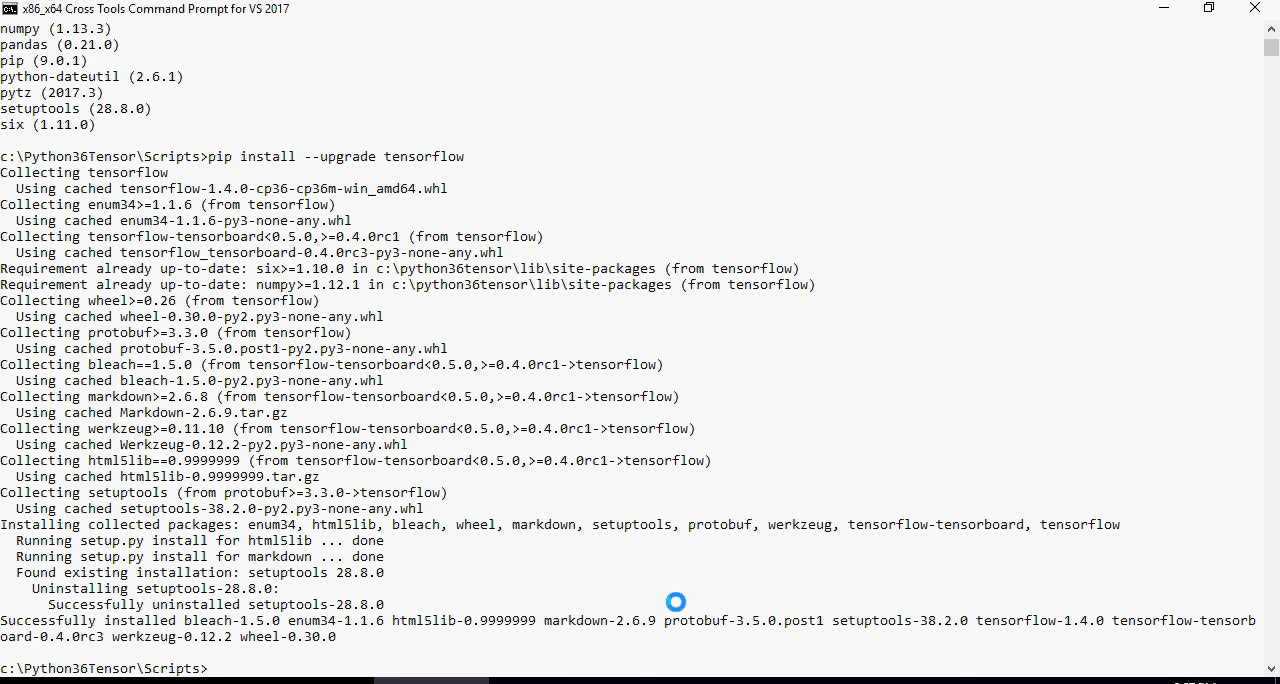 x86_x64 Cross Tools Command Prompt for VS 2017
numpy (1.13.3)
pandas (0.21.0)
pip (9.0.1)
python-dateutil (2.6.1)
pytz (2017.3)
setuptools (28.8.0)
six (1.11.0)
c:\Python36Tensor\Scripts>pip install --upgrade tensorflow
Collecting tensorflow
Using cached tensorflow-1.4.0-cp36-cp36m-win_amd64.whl
Collecting enum34>=1.1.6 (from tensorflow)
Using cached enum34-1.1.6-py3-none-any.whl
Collecting tensorflow-tensorboard<0.5.0,>=0.4.0rc1 (from tensorflow)
Using cached tensorflow_tensorboard-0.4.0rc3-py3-none-any.whl
Requirement already up-to-date: six>=1.10.0 in c:\python36tensor\lib\site-packages (from tensorflow)
Requirement already up-to-date: numpy>=1.12.1 in c:\python36tensor\lib\site-packages (from tensorflow)
Collecting wheel>=0.26 (from tensorflow)
Using cached wheel-0.30.0-py2.py3-none-any.whl
Collecting protobuf>=3.3.0 (from tensorflow)
Using cached protobuf-3.5.0.post1-py2.py3-none-any.whl
Collecting bleach==1.5.0 (from tensorflow-tensorboard<0.5.0,>=0.4.0rc1->tensorflow)
Using cached bleach-1.5.0-py2.py3-none-any.whl
Collecting markdown>=2.6.8 (from tensorflow-tensorboard<0.5.0,>=0.4.0rc1->tensorflow)
Using cached Markdown-2.6.9.tar.gz
Collecting werkzeug>=0.11.10 (from tensorflow-tensorboard<0.5.0,>=0.4.0rc1->tensorflow)
Using cached Werkzeug-0.12.2-py2.py3-none-any.whl
Collecting html5lib==0.9999999 (from tensorflow-tensorboard<0.5.0,>=0.4.0rc1->tensorflow)
Using cached html5lib-0.9999999.tar.gz
Collecting setuptools (from protobuf>=3.3.0->tensorflow)
Using cached setuptools-38.2.0-py2.py3-none-any.whl
Installing collected packages: enum34, html5lib, bleach, wheel, markdown, setuptools, protobuf, werkzeug, tensorflow-tensorboard, tensorflow
Running setup.py install for html5lib ... done
Running setup.py install for markdown ... done
Found existing installation: setuptools 28.8.0
Uninstalling setuptools-28.8.0:
Successfully uninstalled setuptools-28.8.0
Successfully installed bleach-1.5.0 enum34-1.1.6 html5lib-0.9999999 markdown-2.6.9 protobuf-3.5.0.post1 setuptools-38.2.0 tensorflow-1.4.0 tensorflow-tensorb
oard-0.4.0rc3 werkzeug-0.12.2 wheel-0.30.0
c:\Python36Tensor\Scripts>